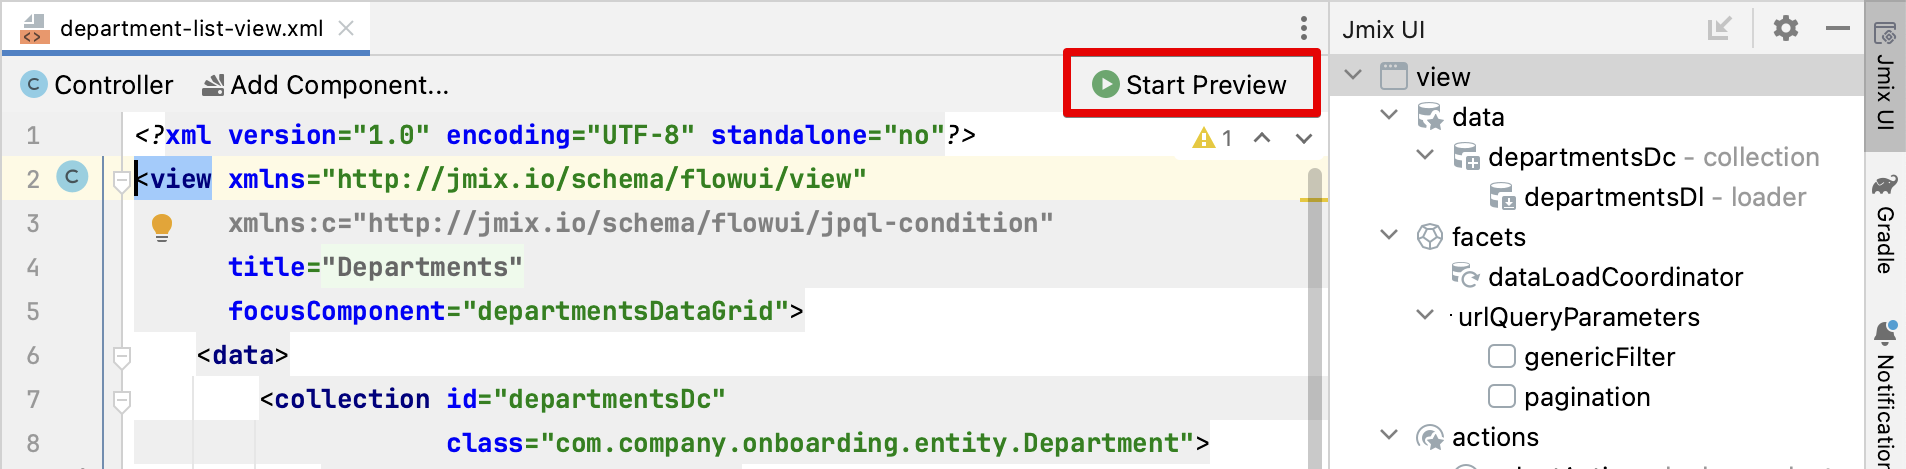 department-list-view.xml
Jmix UI
Controller
Add Component...
Start Preview
1 <?xml version="1.0" encoding="UTF-8" standalone="no"?>
1
2 <view xmlns="http://jmix.io/schema/flowui/view"
3 xmlns:c="http://jmix.io/schema/flowui/jpql-condition"
4 title="Departments"
5 focusComponent="departmentsDataGrid">
6 <data>
7 <collection id="departmentsDc"
8 class="com.company.onboarding.entity.Department">
view
data
departmentsDc - collection
departmentsDl - loader
facets
dataLoadCoordinator
urlQueryParameters
genericFilter
pagination
actions
Jmix UI
Gradle